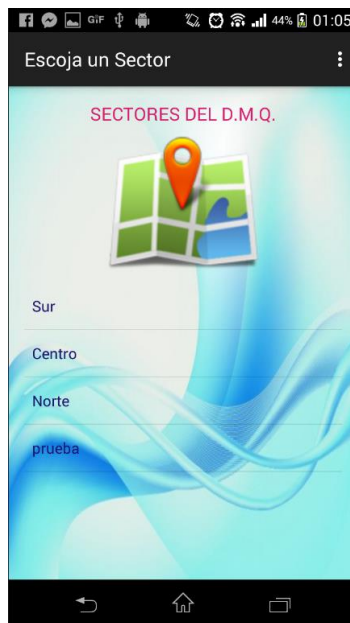 GIF 44% 01:05
Escoja un Sector
SECTORES DEL D.M.Q.
Sur
Centro
Norte
prueba